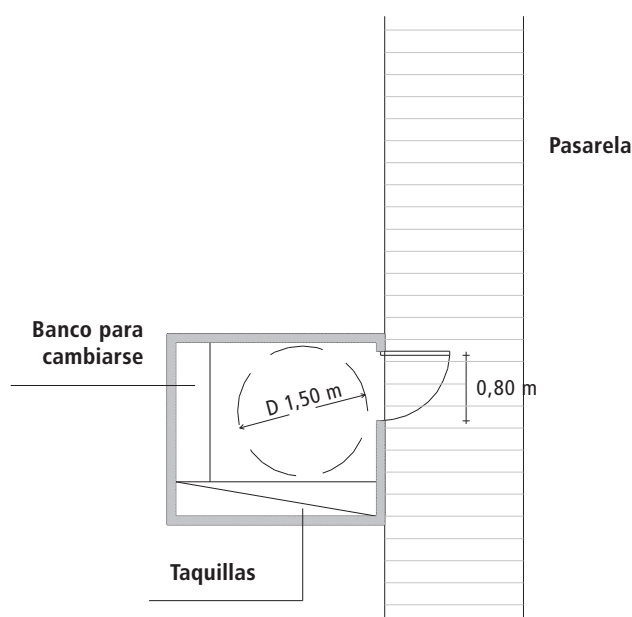 Pasarela
Banco para
cambiarse
D 1,50 m
0,80 m
Taquillas